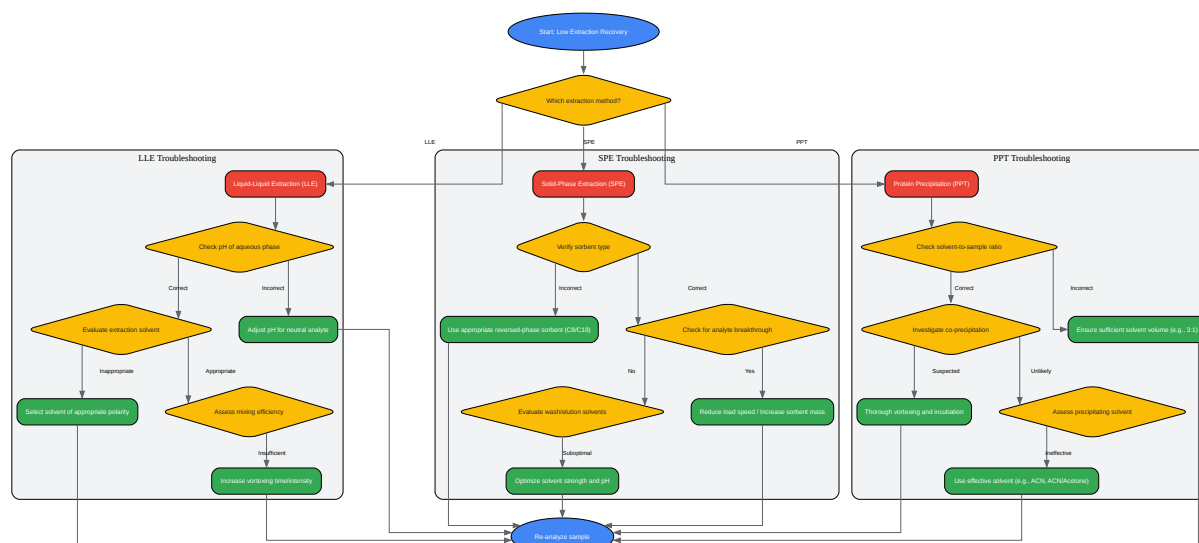 Start: Low Extraction Recovery
Which extraction method?
LLE
SPE
PPT
LLE Troubleshooting
SPE Troubleshooting
PPT Troubleshooting
Liquid-Liquid Extraction (LLE)
Solid-Phase Extraction (SPE)
Protein Precipitation (PPT)
Check pH of aqueous phase
Verify sorbent type
Check solvent-to-sample ratio
Correct
Incorrect
Incorrect
Correct
Correct
Incorrect
Evaluate extraction solvent
Adjust pH for neutral analyte
Use appropriate reversed-phase sorbent (C8/C18)
Check for analyte breakthrough
Investigate co-precipitation
Ensure sufficient solvent volume (e.g., 3:1)
Inappropriate
Appropriate
No
Yes
Suspected
Unlikely
Select solvent of appropriate polarity
Assess mixing efficiency
Evaluate wash/elution solvents
Reduce load speed / Increase sorbent mass
Thorough vortexing and incubation
Assess precipitating solvent
Insufficient
Suboptimal
Ineffective
Increase vortexing time/intensity
Optimize solvent strength and pH
Use effective solvent (e.g., ACN, ACN/Acetone)
Re-analyze sample